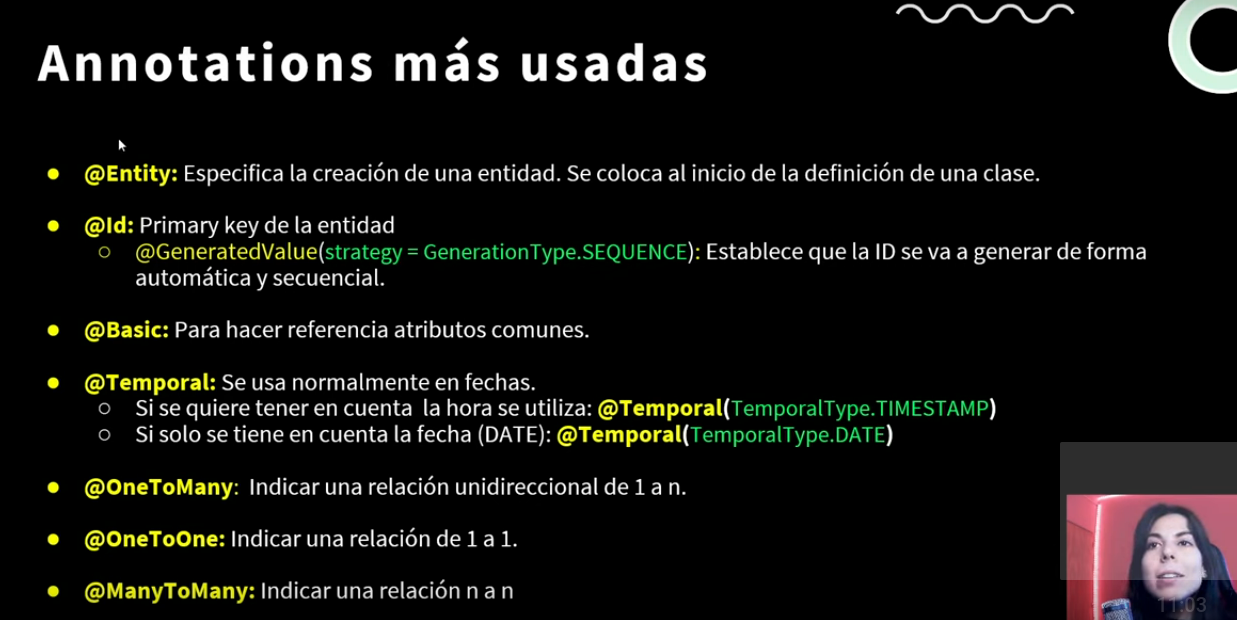 Annotations más usadas
@Entity: Especifica la creación de una entidad. Se coloca al inicio de la definición de una clase.
@Id: Primary key de la entidad
@GeneratedValue(strategy = GenerationType.SEQUENCE): Establece que la ID se va a generar de forma
automática y secuencial.
@Basic: Para hacer referencia atributos comunes.
@Temporal: Se usa normalmente en fechas.
Si se quiere tener en cuenta la hora se utiliza: @Temporal(TemporalType.TIMESTAMP)
Si solo se tiene en cuenta la fecha (DATE): @Temporal(TemporalType.DATE)
@OneToMany: Indicar una relación unidireccional de 1 a n.
@OneToOne: Indicar una relación de 1 a 1.
@ManyToMany: Indicar una relación n a n
11:03